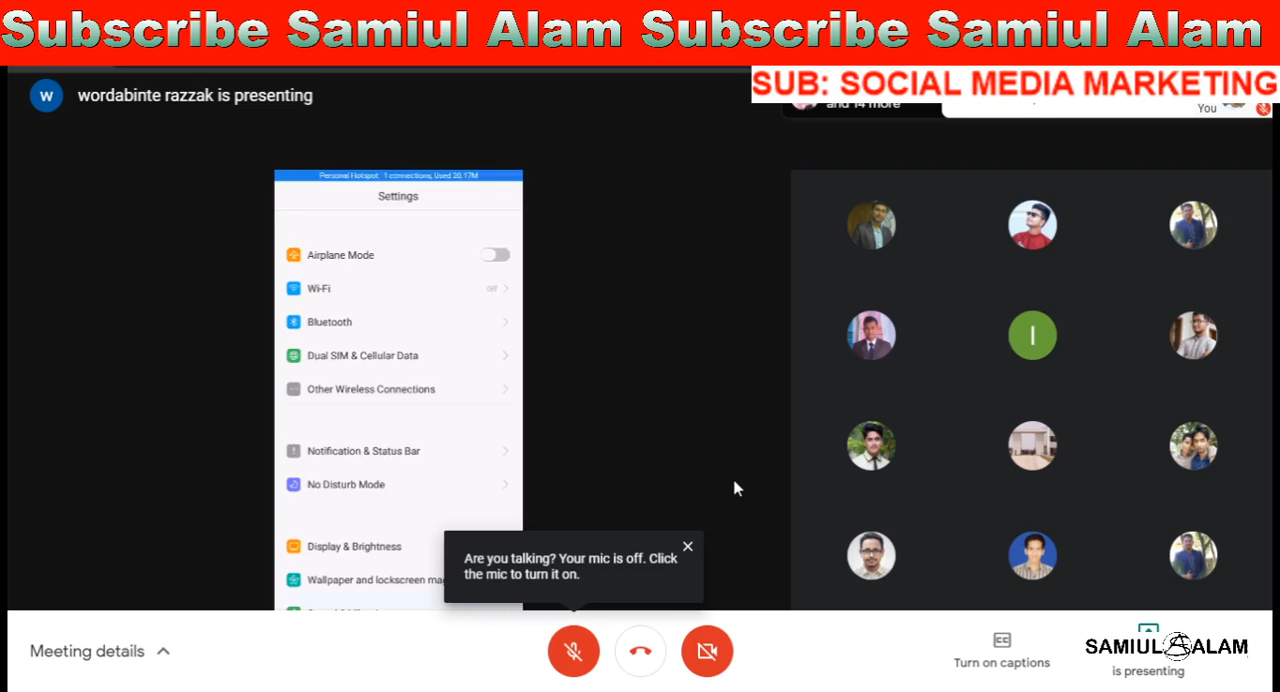 Subscribe Samiul Alam Subscribe Samiul Alam
SUB: SOCIAL MEDIA MARKETING
w
wordabinte razzak is presenting
and 14 more
You
Personal Hotspot 1 connections, Used 20.17M
Settings
Airplane Mode
Wi-Fi
off
Bluetooth
Dual SIM & Cellular Data
Other Wireless Connections
Notification & Status Bar
No Disturb Mode
Display & Brightness
Wallpaper and lockscreen ma
I
Are you talking? Your mic is off. Click
the mic to turn it on.
Meeting details
CC
Turn on captions
SAMIUL ALAM
is presenting